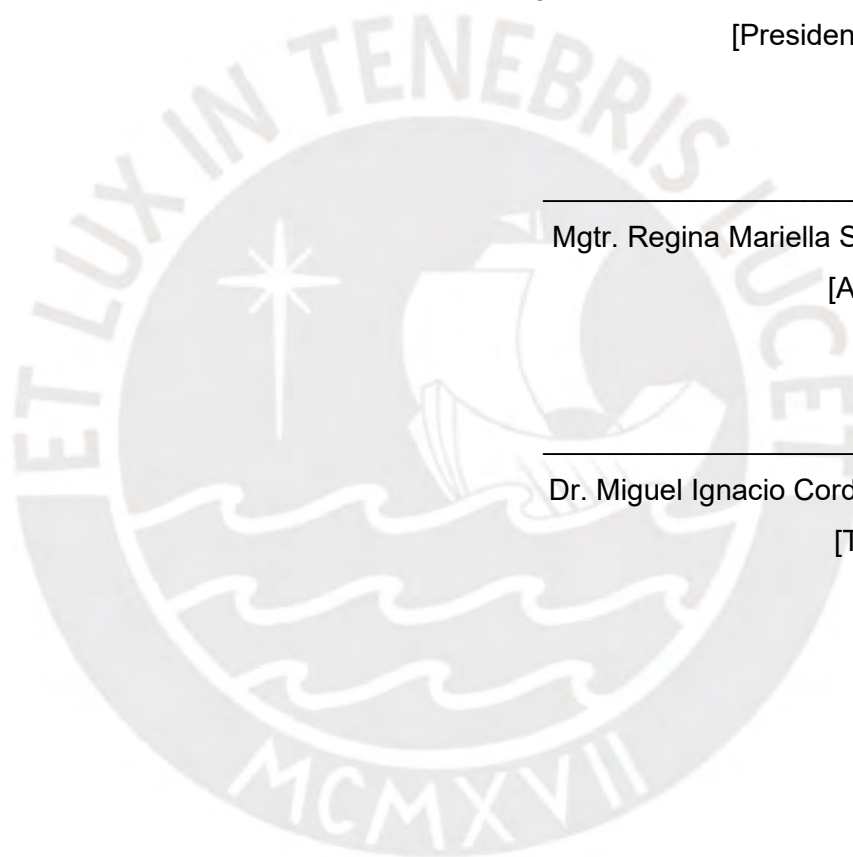 [Presiden
ET LUX IN TENEBRIS LUCET
Mgtr. Regina Mariella S
[A
Dr. Miguel Ignacio Cord
[T
MCMXVII